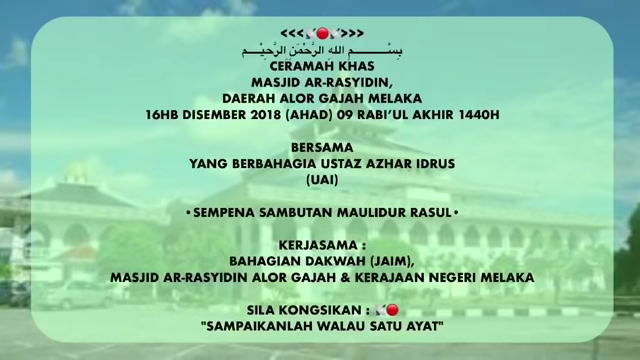 <<<📡🔴📡>>>
بِسْــــــــمِ اللهِ الرَّحْمَنِ الرَّحِيْـــم
CERAMAH KHAS
MASJID AR-RASYIDIN,
DAERAH ALOR GAJAH MELAKA
16HB DISEMBER 2018 (AHAD) 09 RABI’UL AKHIR 1440H
BERSAMA
YANG BERBAHAGIA USTAZ AZHAR IDRUS
(UAI)
•SEMPENA SAMBUTAN MAULIDUR RASUL•
KERJASAMA :
BAHAGIAN DAKWAH (JAIM),
MASJID AR-RASYIDIN ALOR GAJAH & KERAJAAN NEGERI MELAKA
SILA KONGSIKAN : 📡🔴
"SAMPAIKANLAH WALAU SATU AYAT"